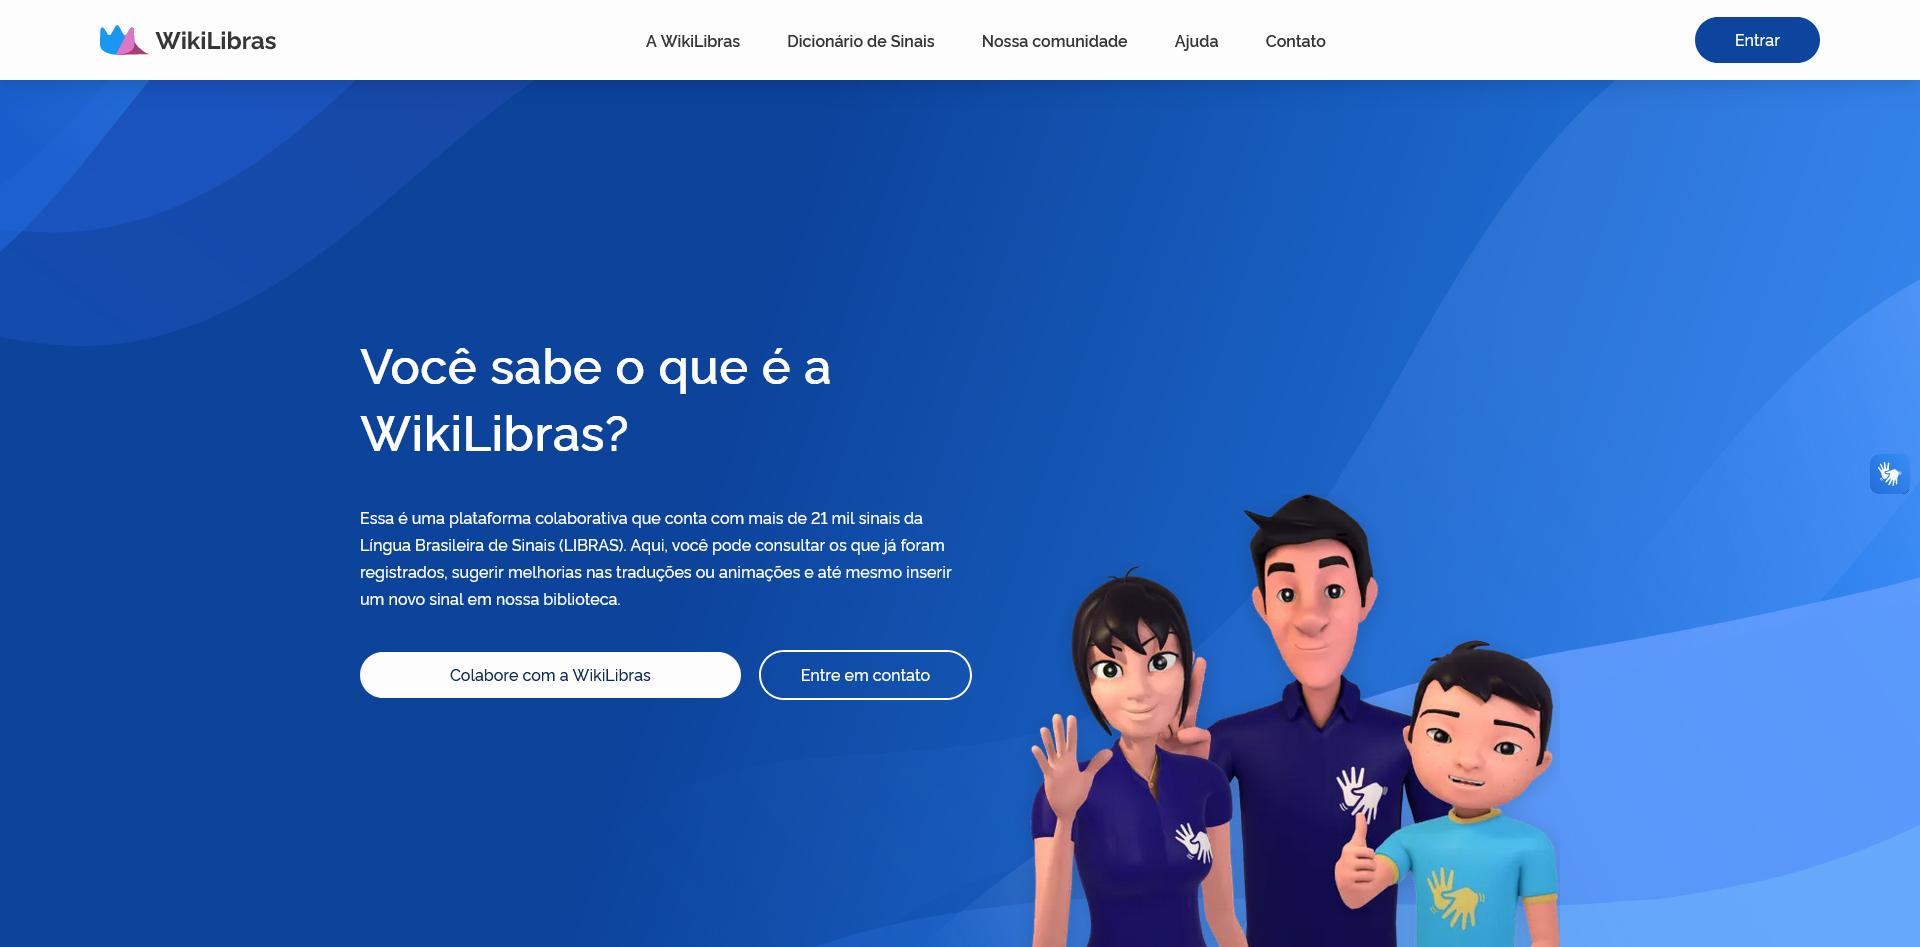 WikiLibras
A WikiLibras
Dicionário de Sinais
Nossa comunidade
Ajuda
Contato
Entrar
Você sabe o que é a
WikiLibras?
Essa é uma plataforma colaborativa que conta com mais de 21 mil sinais da
Língua Brasileira de Sinais (LIBRAS). Aqui, você pode consultar os que já foram
registrados, sugerir melhorias nas traduções ou animações e até mesmo inserir
um novo sinal em nossa biblioteca.
Colabore com a WikiLibras
Entre em contato